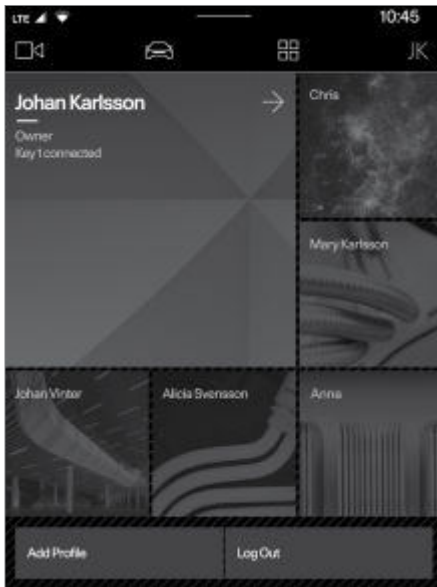 LTE 10:45
JK
Johan Karlsson
Owner
Key 1 connected
Chris
Mary Karlsson
Johan Vinter
Alicia Svensson
Anna
Add Profile
Log Out